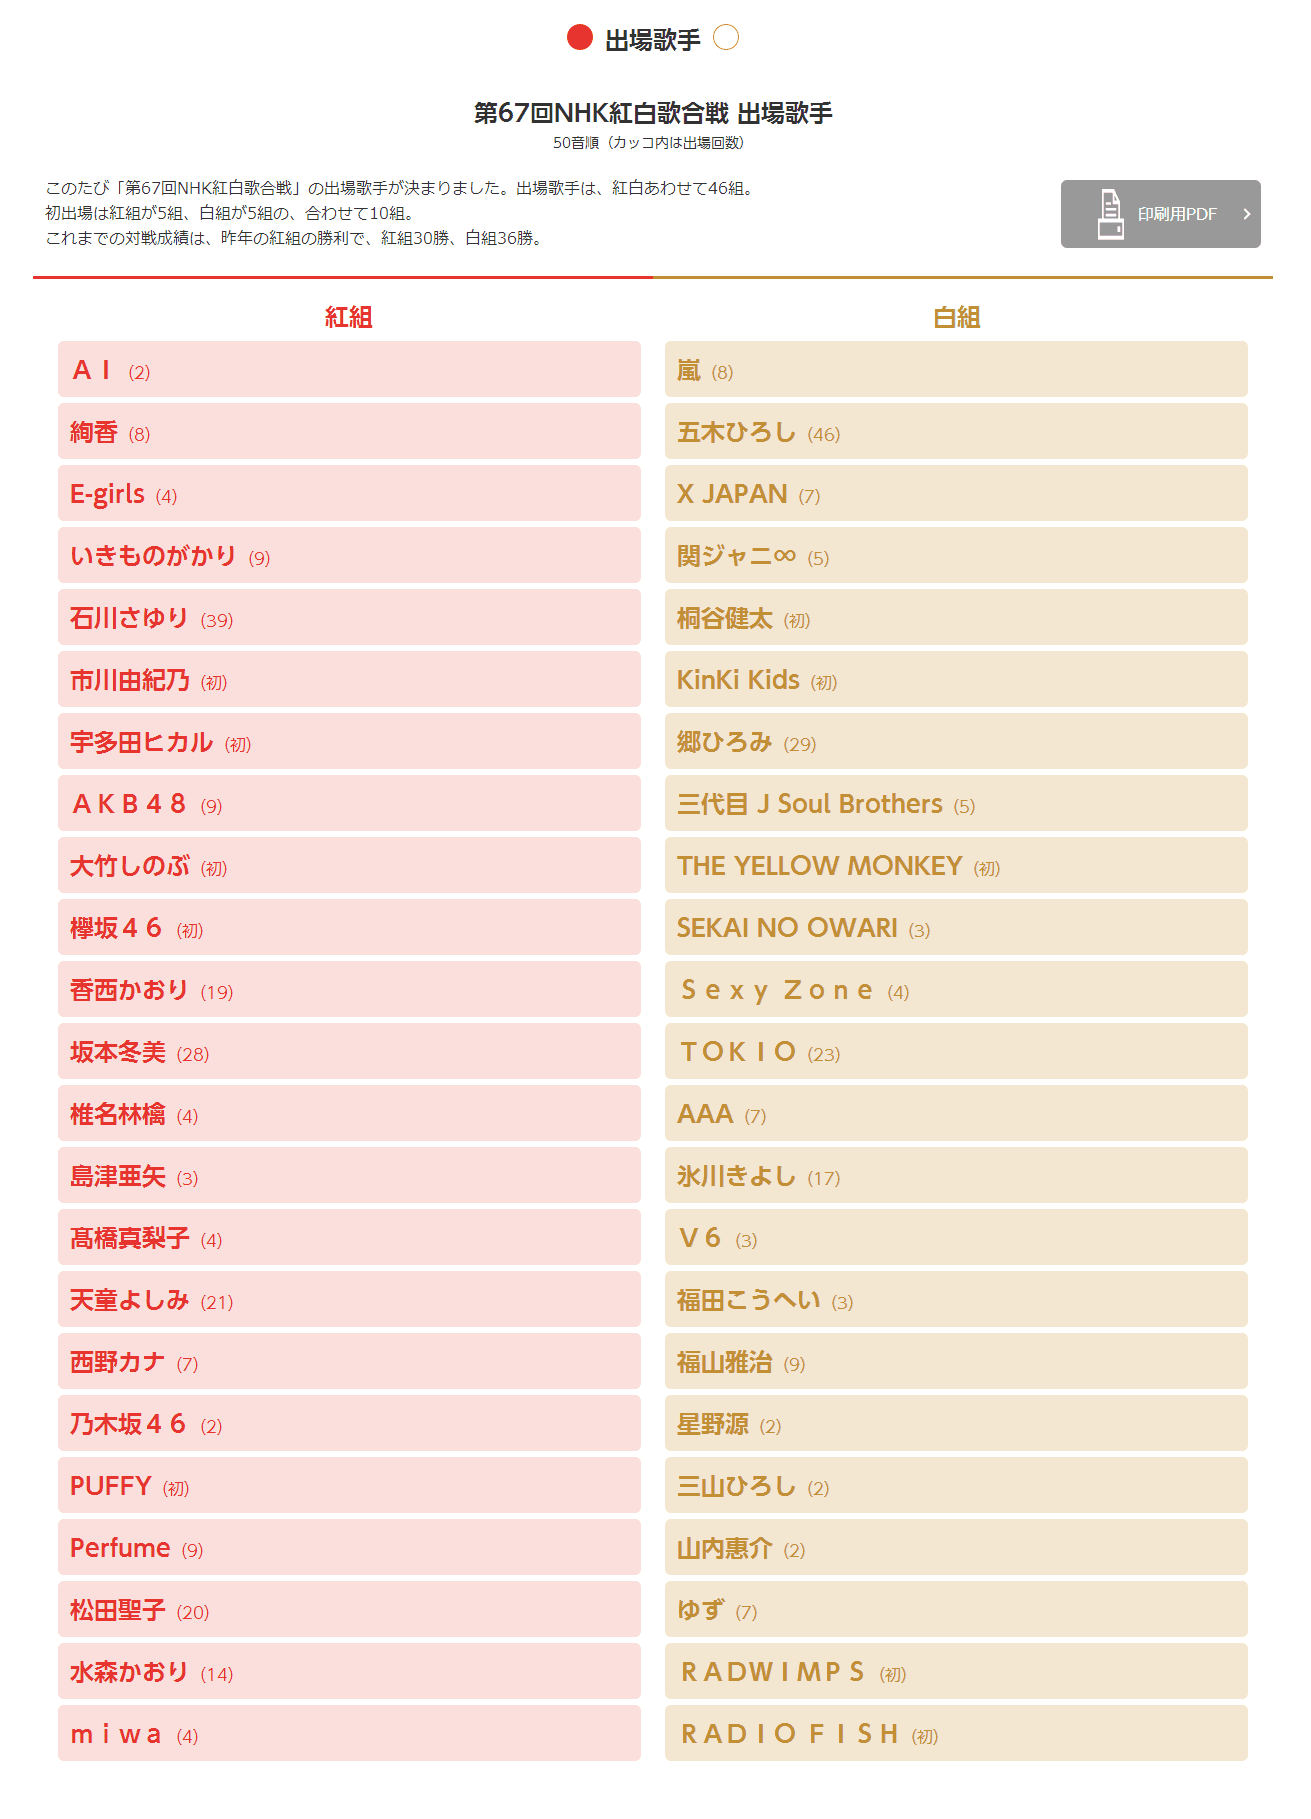 出場歌手
第67回NHK紅白歌合戦 出場歌手
50音順（カッコ内は出場回数）
このたび「第67回NHK紅白歌合戦」の出場歌手が決まりました。出場歌手は、紅白あわせて46組。
初出場は紅組が5組、白組が5組の、合わせて10組。
これまでの対戦成績は、昨年の紅組の勝利で、紅組30勝、白組36勝。
印刷用PDF
紅組
ＡＩ (2)
絢香 (8)
E-girls (4)
いきものがかり (9)
石川さゆり (39)
市川由紀乃 (初)
宇多田ヒカル (初)
ＡＫＢ４８ (9)
大竹しのぶ (初)
欅坂４６ (初)
香西かおり (19)
坂本冬美 (28)
椎名林檎 (4)
島津亜矢 (3)
髙橋真梨子 (4)
天童よしみ (21)
西野カナ (7)
乃木坂４６ (2)
PUFFY (初)
Perfume (9)
松田聖子 (20)
水森かおり (14)
ｍｉｗａ (4)
白組
嵐 (8)
五木ひろし (46)
X JAPAN (7)
関ジャニ∞ (5)
桐谷健太 (初)
KinKi Kids (初)
郷ひろみ (29)
三代目 J Soul Brothers (5)
THE YELLOW MONKEY (初)
SEKAI NO OWARI (3)
Ｓｅｘｙ Ｚｏｎｅ (4)
ＴＯＫＩＯ (23)
AAA (7)
氷川きよし (17)
Ｖ６ (3)
福田こうへい (3)
福山雅治 (9)
星野源 (2)
三山ひろし (2)
山内惠介 (2)
ゆず (7)
ＲＡＤＷＩＭＰＳ (初)
ＲＡＤＩＯ ＦＩＳＨ (初)